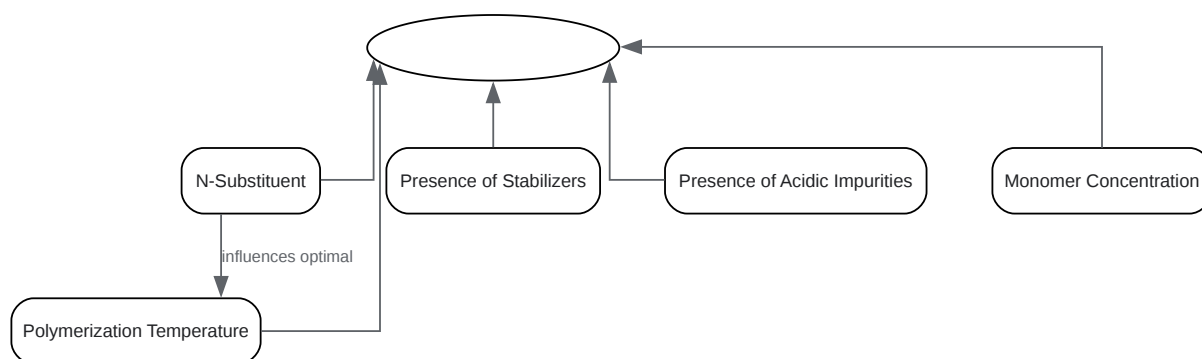 N-Substituent
Presence of Stabilizers
Presence of Acidic Impurities
Monomer Concentration
influences optimal
Polymerization Temperature